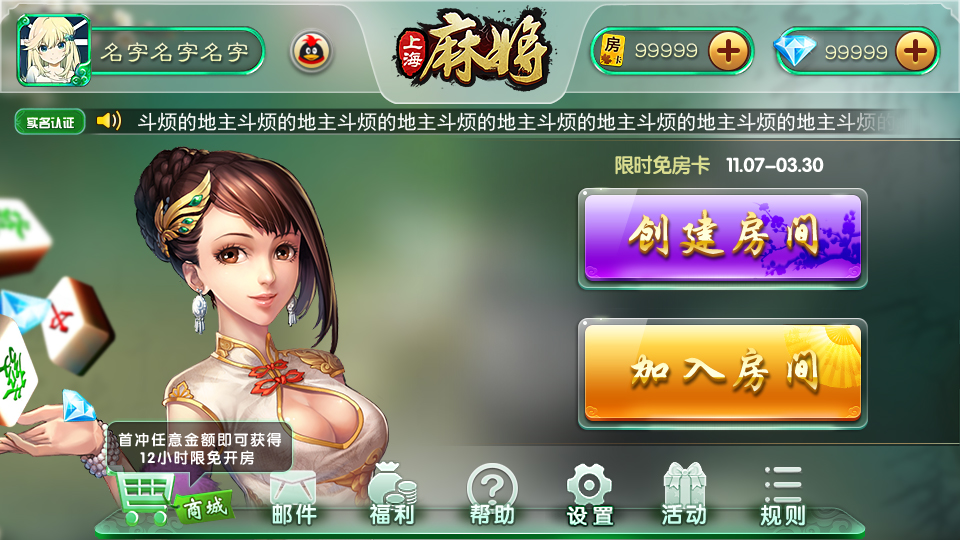 名字名字名字
上海
麻将
房卡
99999
99999
实名认证
斗烦的地主斗烦的地主斗烦的地主斗烦的地主斗烦的地主斗烦的地主斗烦的地主斗烦的
限时免房卡 11.07-03.30
创建房间
加入房间
首冲任意金额即可获得
12小时限免开房
商城
邮件
福利
帮助
设置
活动
规则